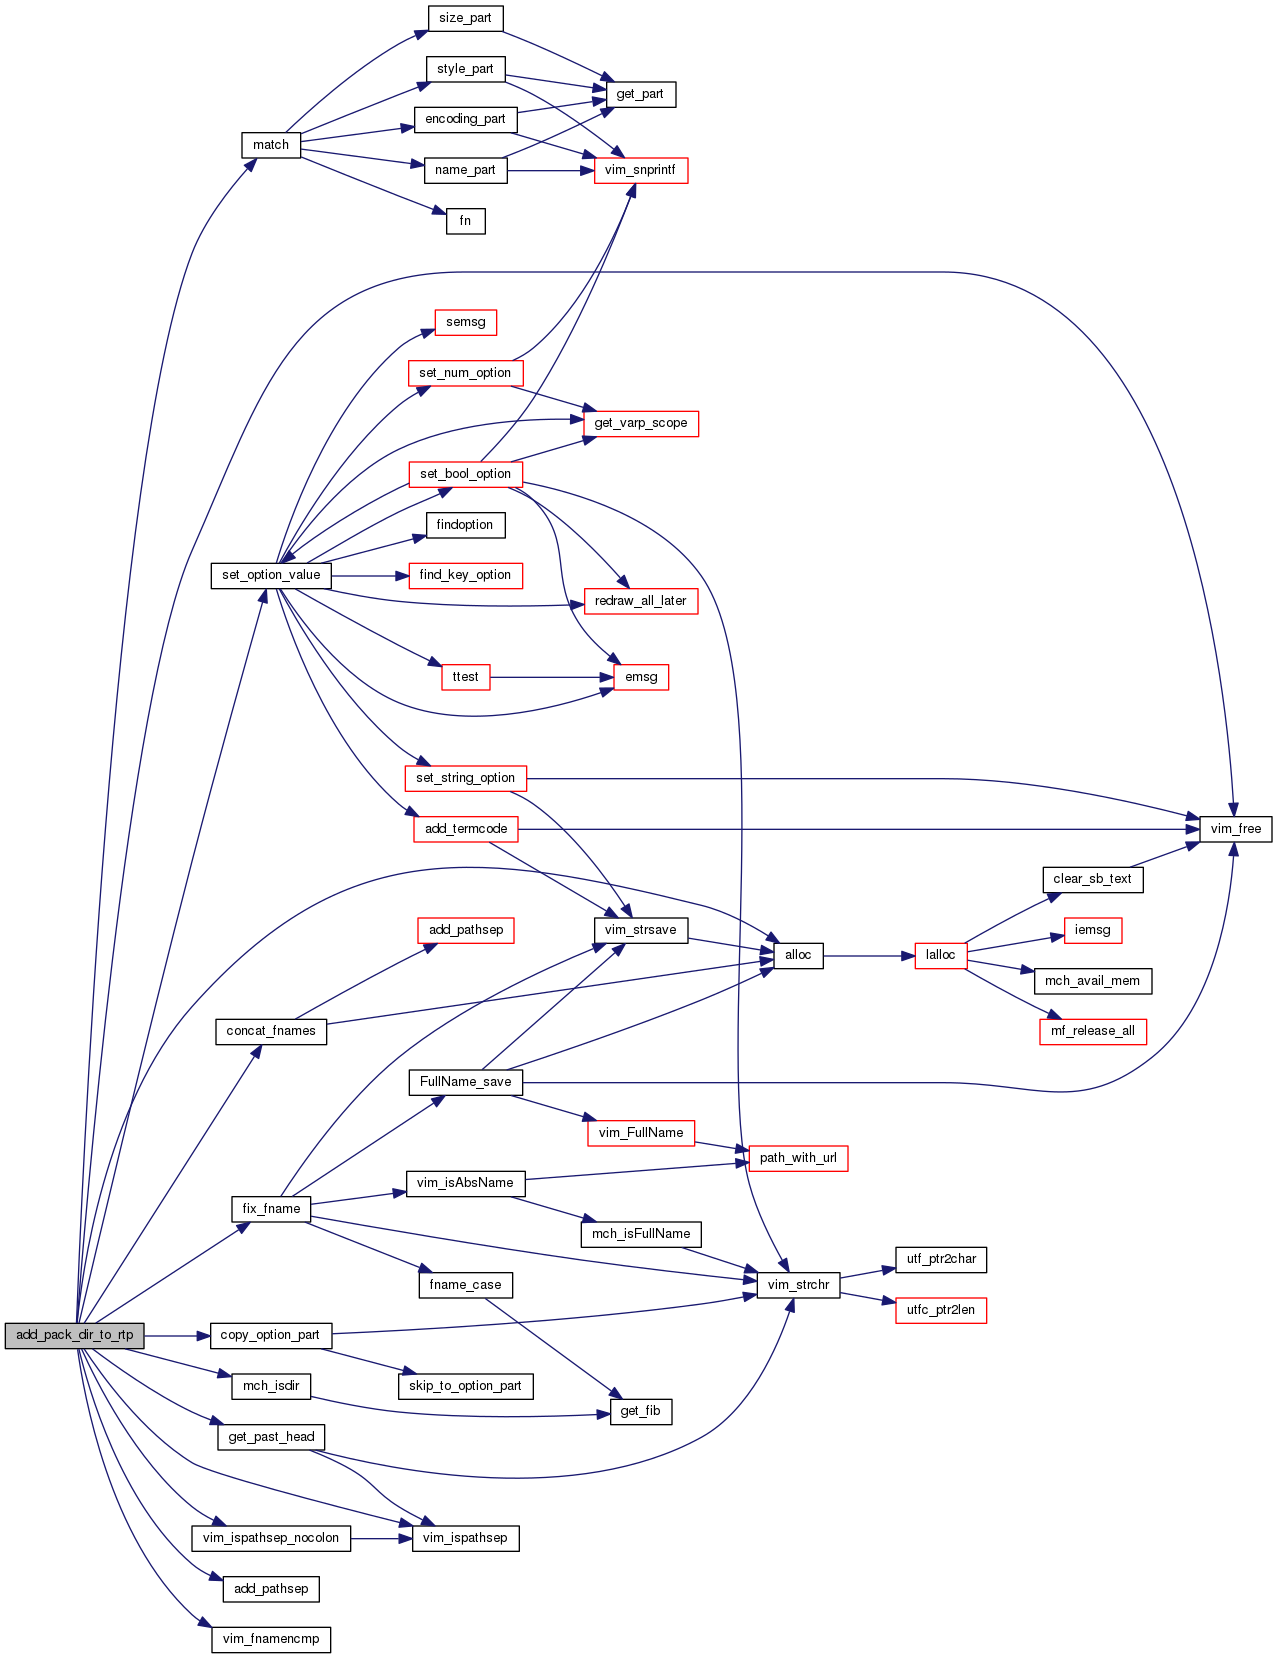 size_part
style_part
get_part
encoding_part
match
name_part
vim_snprintf
fn
semsg
set_num_option
get_varp_scope
set_bool_option
findoption
set_option_value
find_key_option
redraw_all_later
ttest
emsg
set_string_option
add_termcode
vim_free
clear_sb_text
add_pathsep
vim_strsave
iemsg
alloc
lalloc
mch_avail_mem
concat_fnames
mf_release_all
FullName_save
vim_FullName
path_with_url
vim_isAbsName
fix_fname
mch_isFullName
utf_ptr2char
fname_case
vim_strchr
utfc_ptr2len
add_pack_dir_to_rtp
copy_option_part
mch_isdir
skip_to_option_part
get_fib
get_past_head
vim_ispathsep_nocolon
vim_ispathsep
add_pathsep
vim_fnamencmp